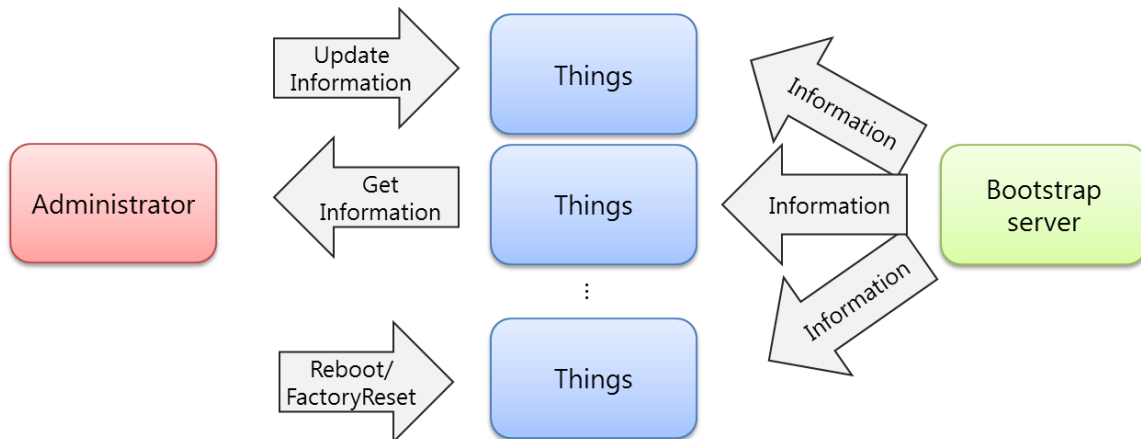 Update
Information
Things
Information
Administrator
Get
Information
Things
Information
Bootstrap
server
...
Information
Reboot/
FactoryReset
Things